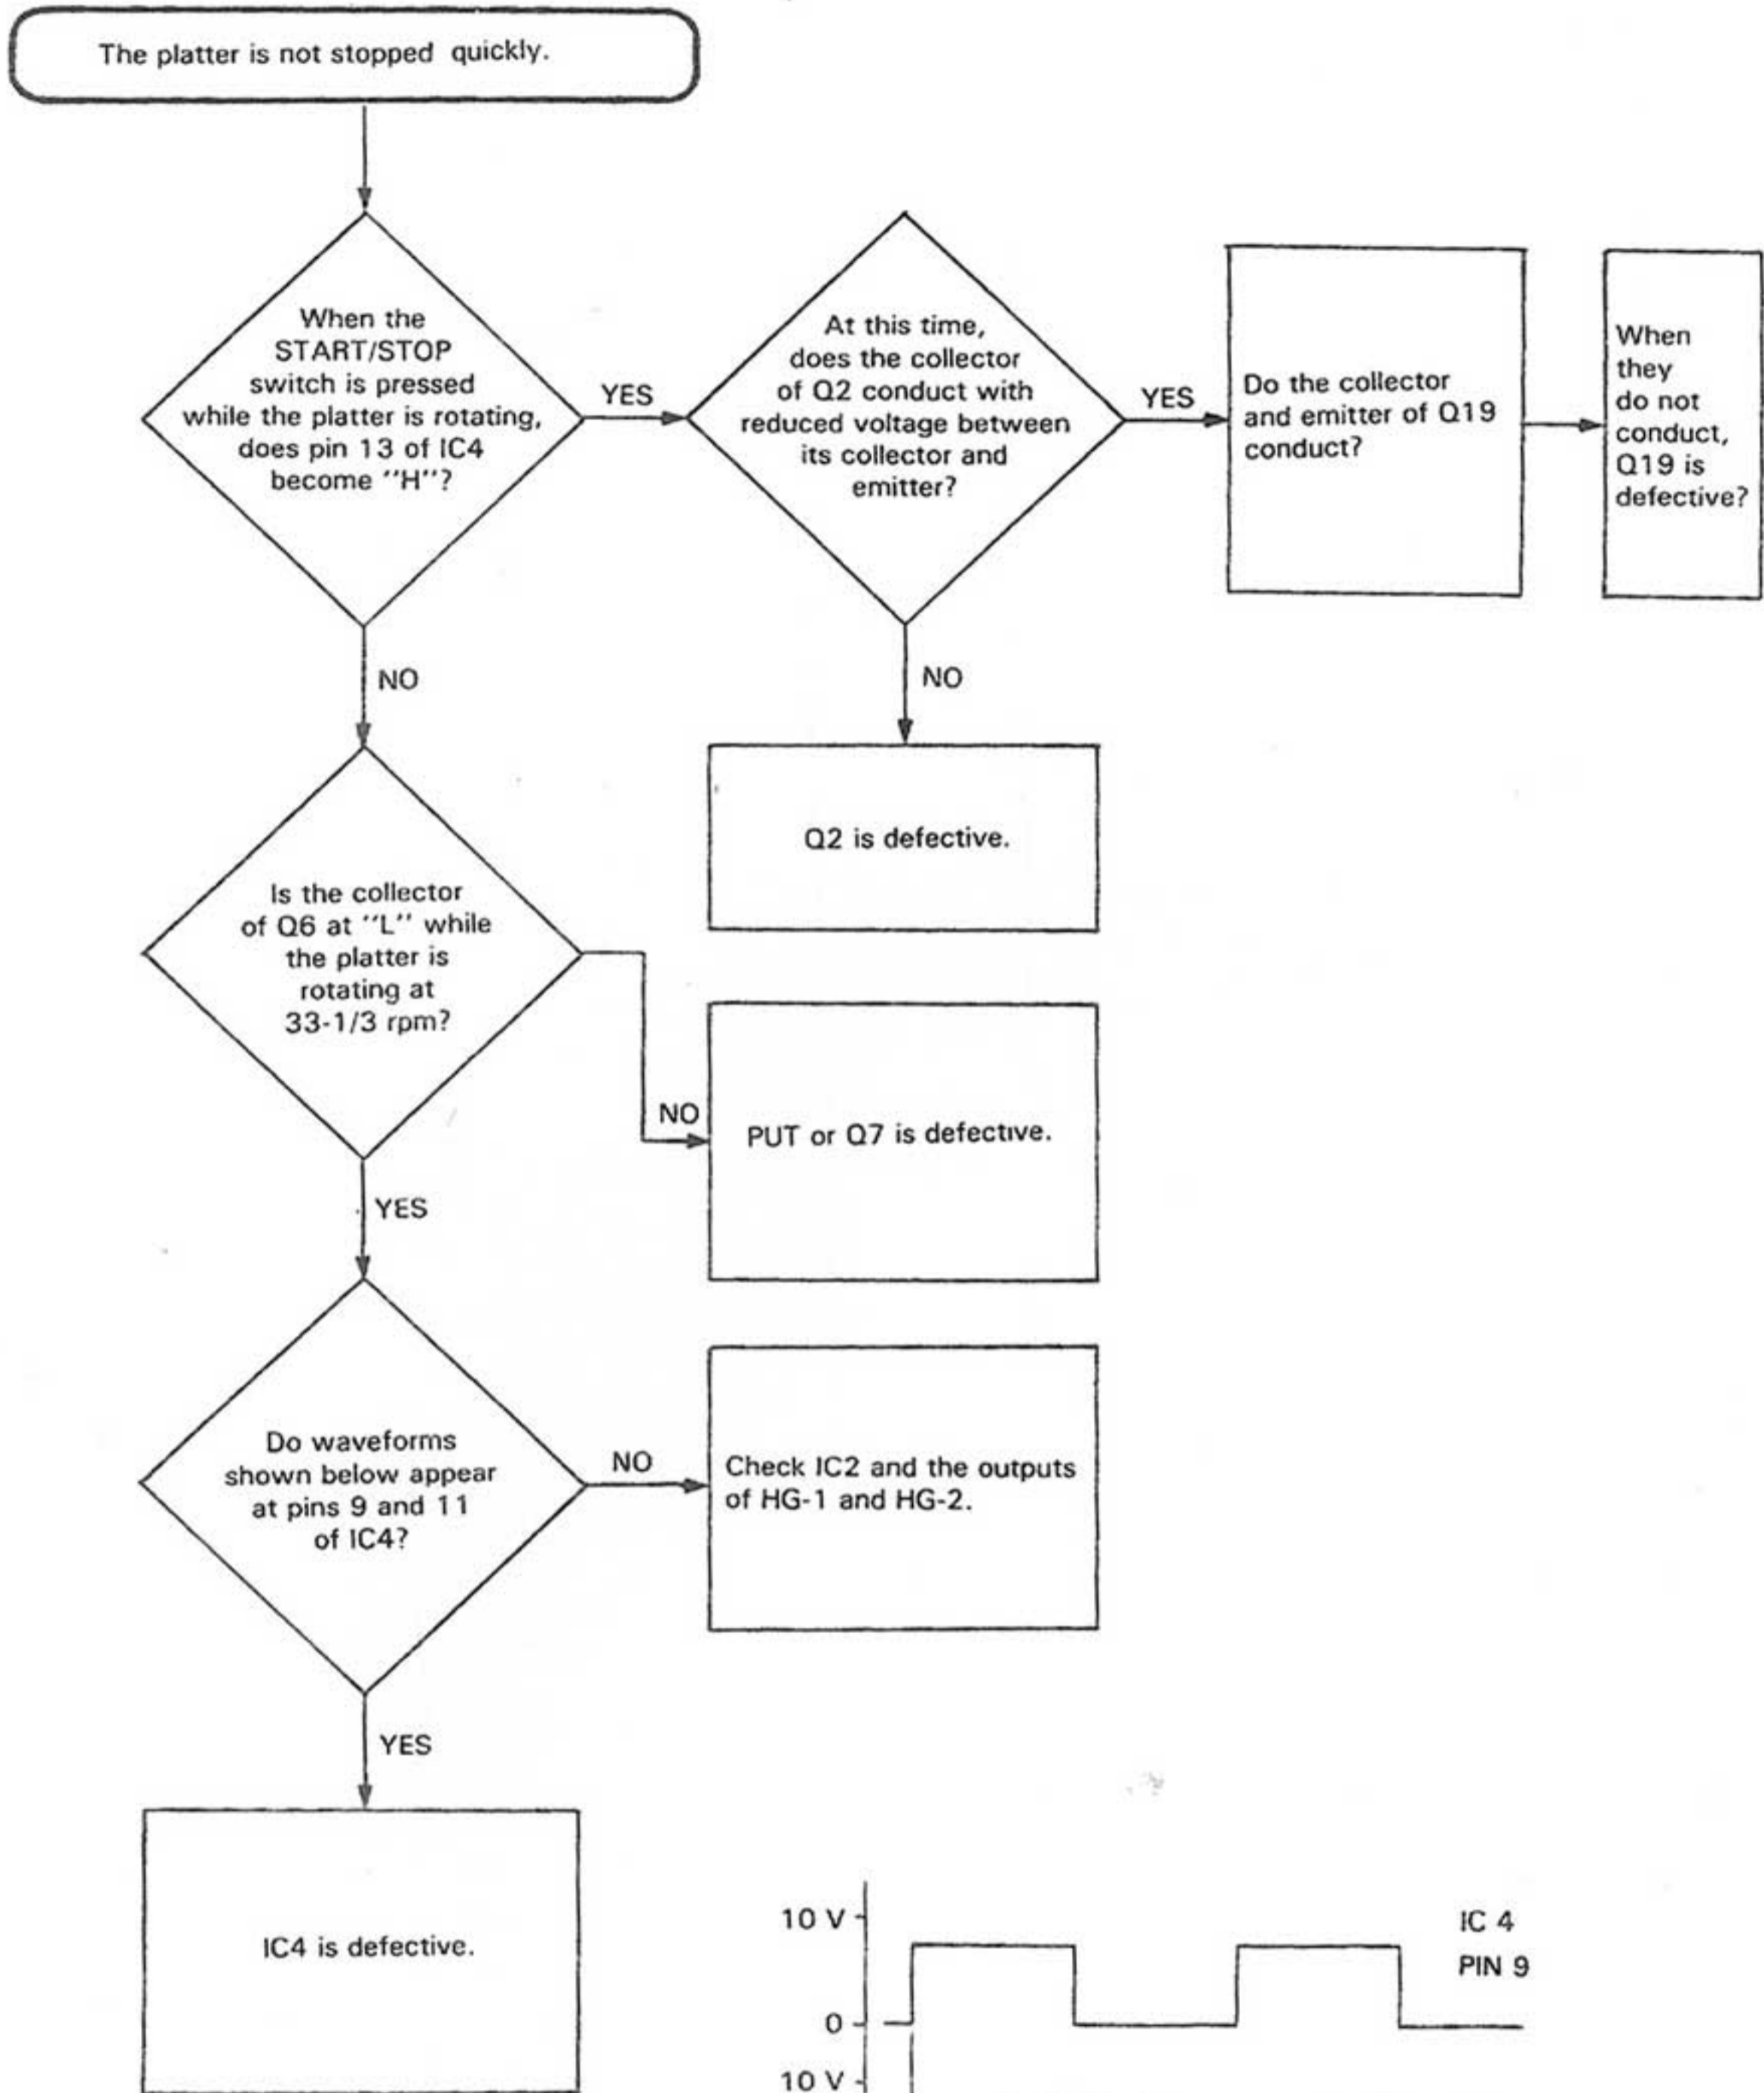 The platter is not stopped quickly.
When the
START/STOP
switch is pressed
while the platter is rotating,
does pin 13 of IC4
become "H"?
YES
At this time,
does the collector
of Q2 conduct with
reduced voltage between
its collector and
emitter?
YES
Do the collector
and emitter of Q19
conduct?
When
they
do not
conduct,
Q19 is
defective?
NO
NO
Q2 is defective.
Is the collector
of Q6 at "L" while
the platter is
rotating at
33-1/3 rpm?
NO
PUT or Q7 is defective.
YES
Do waveforms
shown below appear
at pins 9 and 11
of IC4?
NO
Check IC2 and the outputs
of HG-1 and HG-2.
YES
IC4 is defective.
10 V
IC 4
PIN 9
0
10 V